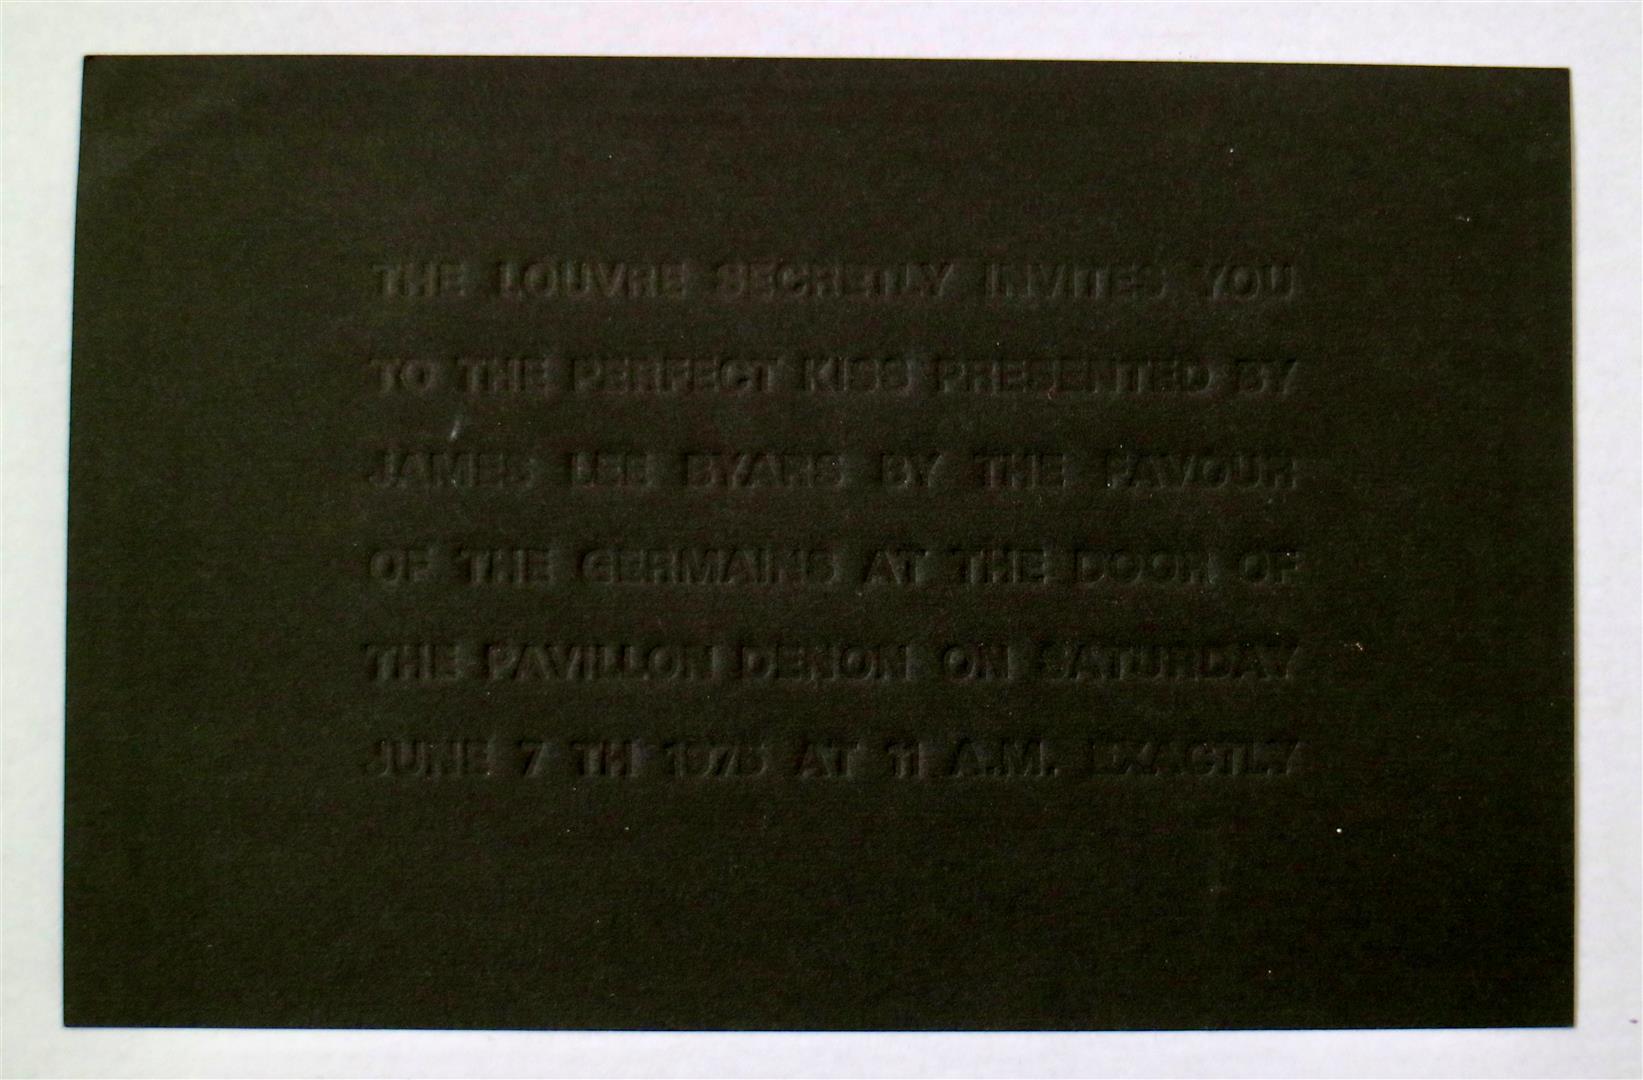 THE LOUVRE SECRETLY INVITES YOU
TO THE PERFECT KISS PRESENTED BY
JAMES LEE BYARS BY THE FAVOUR
OF THE GERMAINS AT THE DOOR OF
THE PAVILLON DENON ON SATURDAY
JUNE 7 TH 1975 AT 11 A.M. EXACTLY